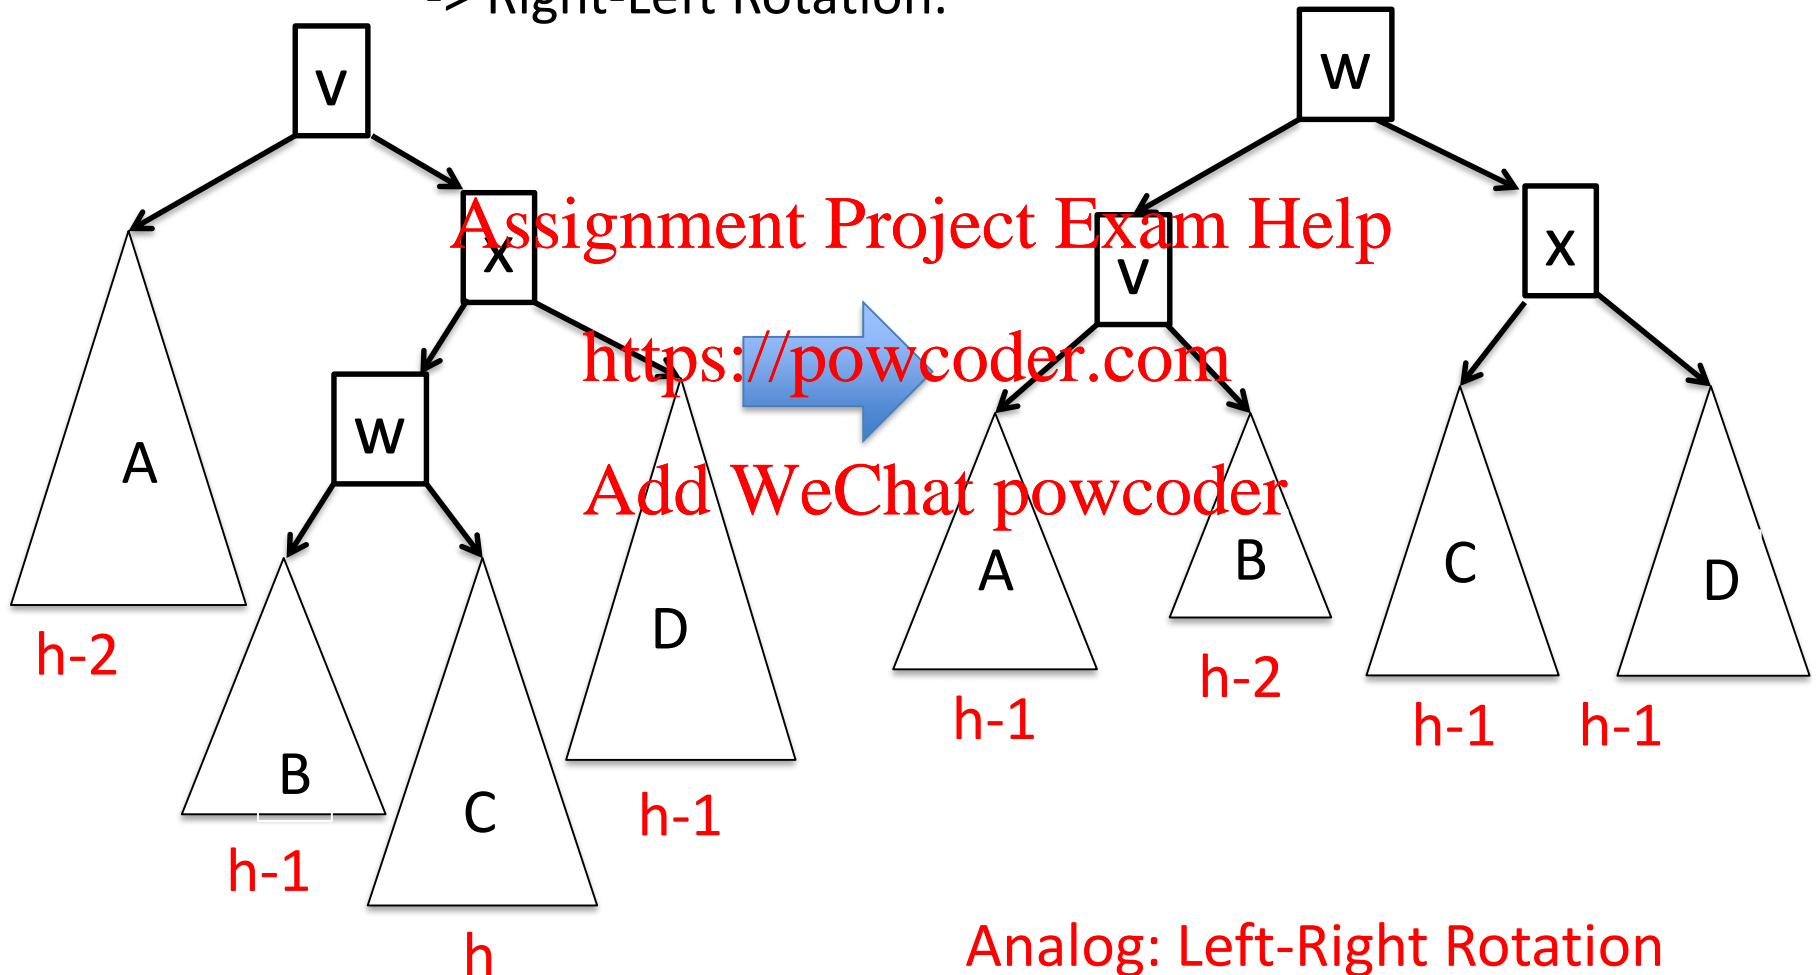 -> Right-Left Rotation:
v
w
Assignment Project Exam Help
x
v
x
https://powcoder.com
A
w
Add WeChat powcoder
A
B
C
D
D
h-2
h-2
B
C
h-1
h-1
h-1
h-1
h-1
h
Analog: Left-Right Rotation